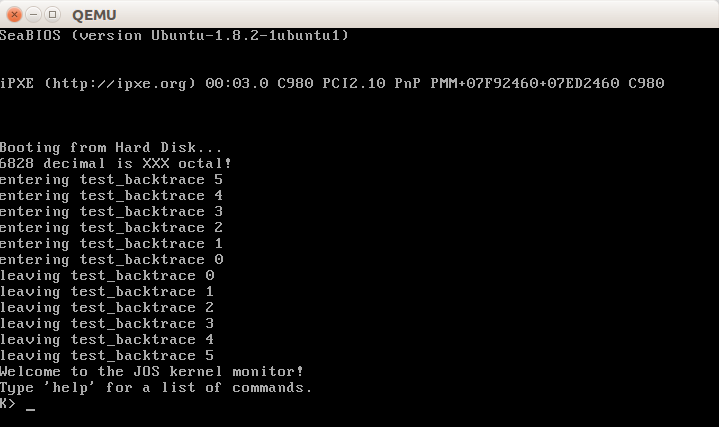 QEMU
SeaBIOS (version Ubuntu-1.8.2-1ubuntu1)
iPXE (http://ipxe.org) 00:03.0 C980 PCI2.10 PnP PMM+07F92460+07ED2460 C980
Booting from Hard Disk...
6828 decimal is XXX octal!
entering test_backtrace 5
entering test_backtrace 4
entering test_backtrace 3
entering test_backtrace 2
entering test_backtrace 1
entering test_backtrace 0
leaving test_backtrace 0
leaving test_backtrace 1
leaving test_backtrace 2
leaving test_backtrace 3
leaving test_backtrace 4
leaving test_backtrace 5
Welcome to the JOS kernel monitor!
Type 'help' for a list of commands.
K> _